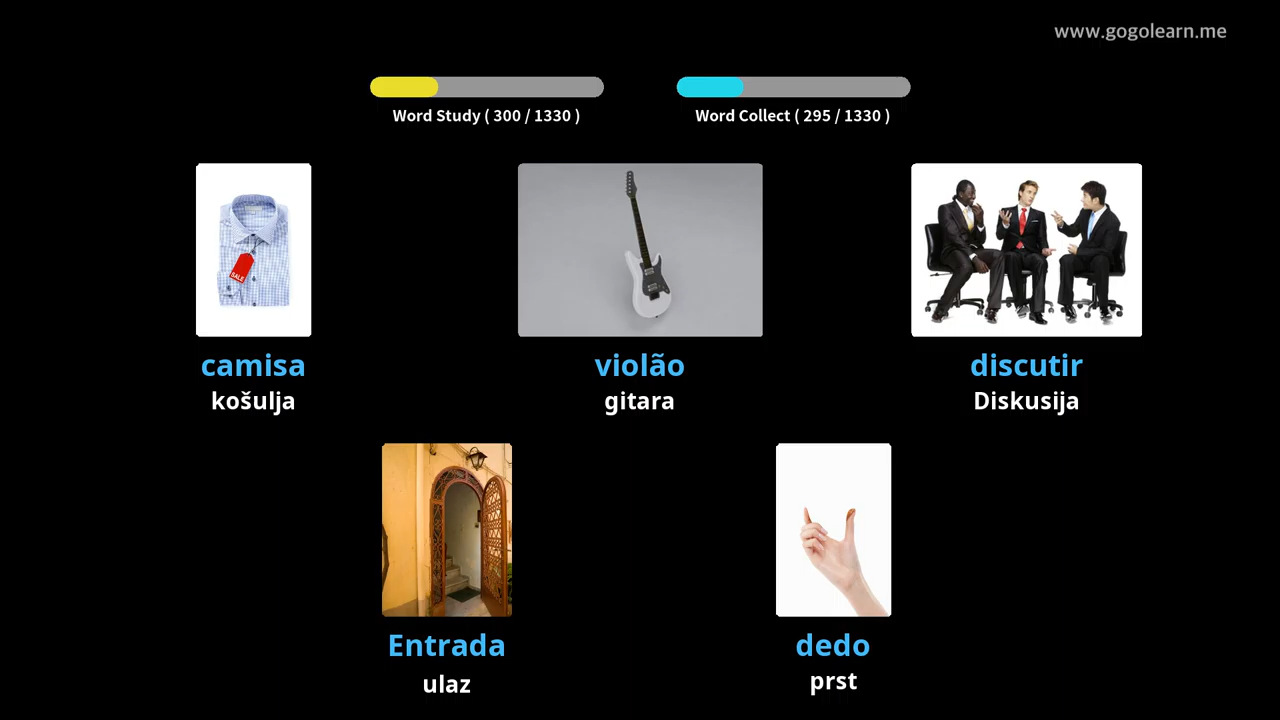 www.gogolearn.me
Word Study ( 300 / 1330 )
Word Collect ( 295 / 1330 )
SALE
camisa
košulja
violão
gitara
discutir
Diskusija
Entrada
ulaz
dedo
prst